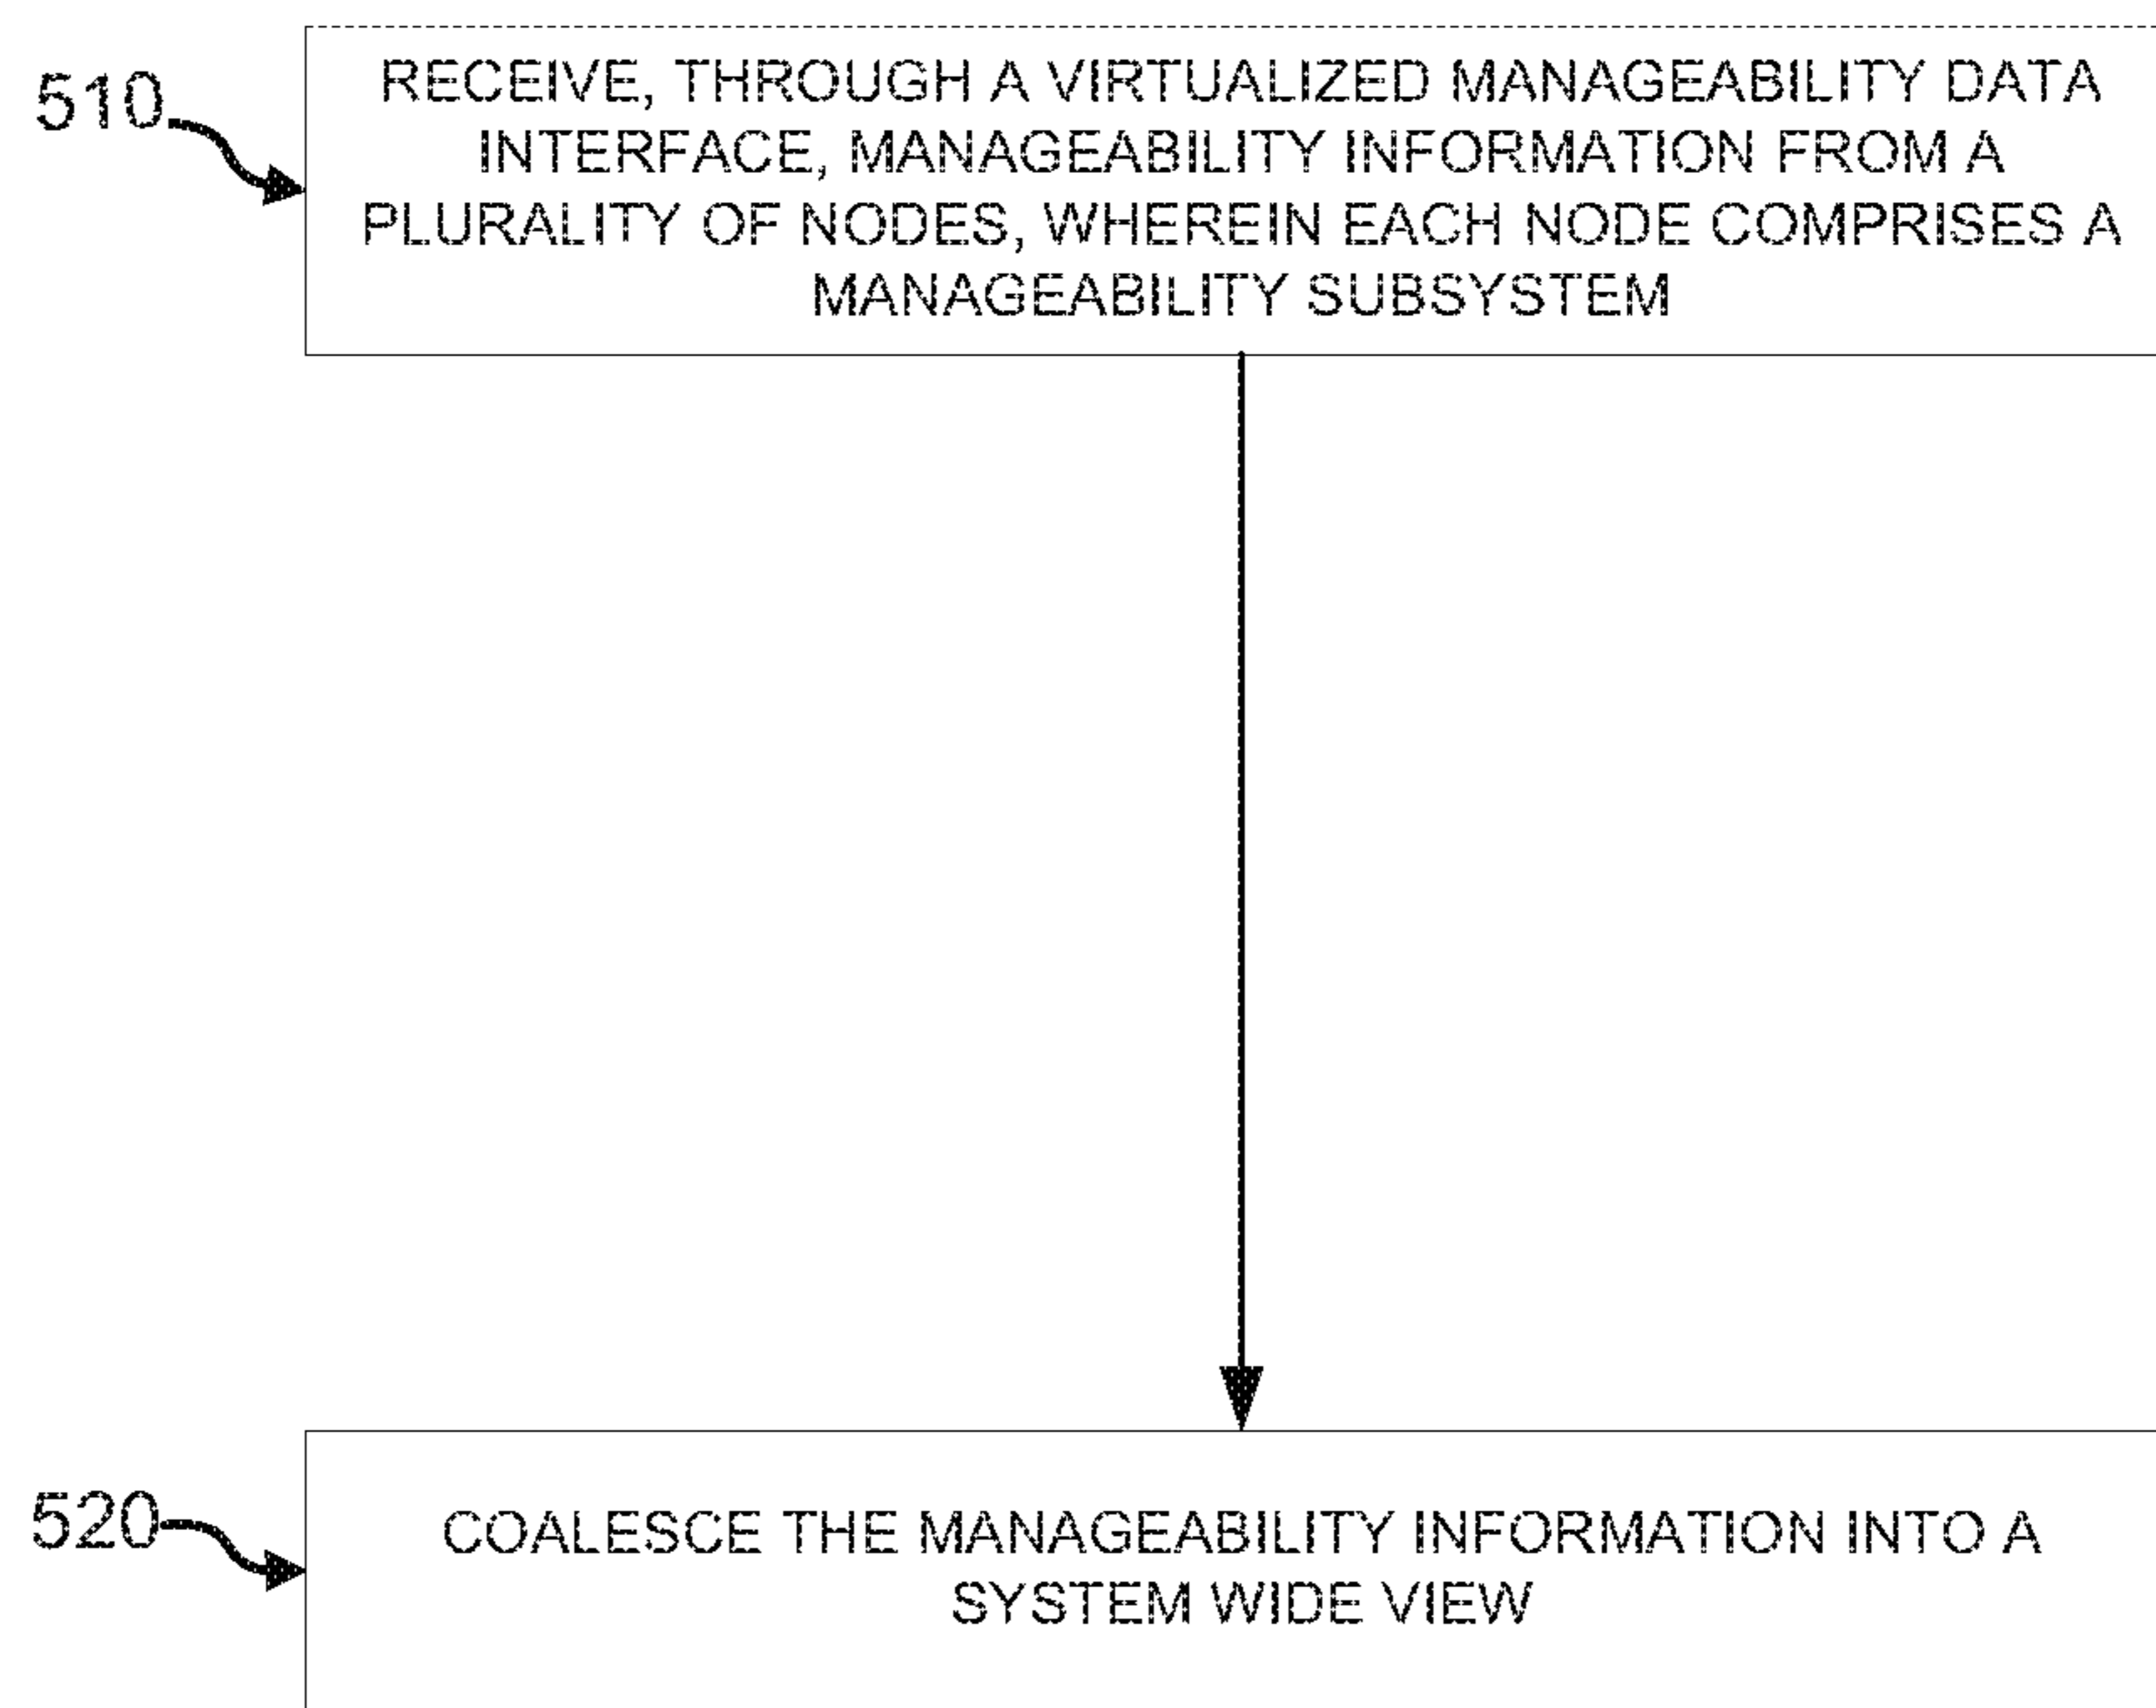 510
RECEIVE, THROUGH A VIRTUALIZED MANAGEABILITY DATA
INTERFACE, MANAGEABILITY INFORMATION FROM A
PLURALITY OF NODES, WHEREIN EACH NODE COMPRISES A
MANAGEABILITY SUBSYSTEM
520
COALESCE THE MANAGEABILITY INFORMATION INTO A
SYSTEM WIDE VIEW